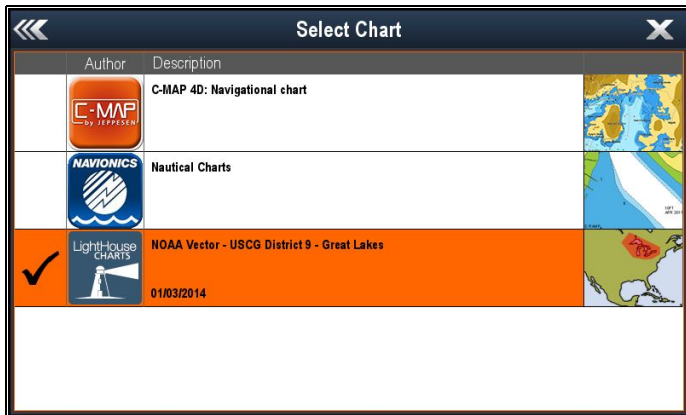 Select Chart
Author Description
C-MAP
by JEPPESEN
C-MAP 4D: Navigational chart
NAVIONICS
Nautical Charts
LightHouse
CHARTS
NOAA Vector - USCG District 9 - Great Lakes
01/03/2014